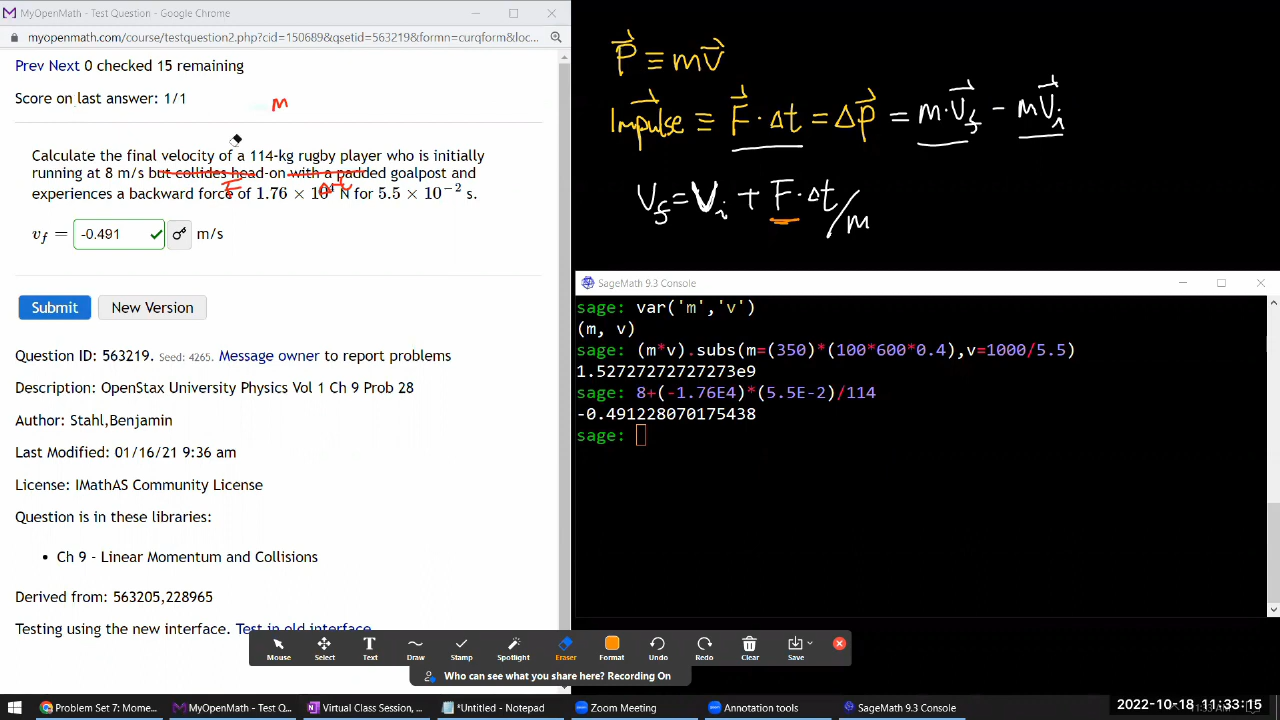 MyOpenMath - Test Question - Google Chrome
myopenmath.com/course/testquestion2.php?cid=150689&qsetid=563219&formn=curqform&loc...
Prev Next 0 checked 15 remaining
Score on last answer: 1/1
m
Calculate the final velocity of a 114-kg rugby player who is initially
running at 8 m/s but collides head-on with a padded goalpost and
experiences a backward force of 1.76 × 10⁴ N for 5.5 × 10⁻² s.
F Δt
v_f = -0.491 m/s
Submit New Version
Question ID: 563219. Seed: 4265. Message owner to report problems
Description: OpenStax University Physics Vol 1 Ch 9 Prob 28
Author: Stahl,Benjamin
Last Modified: 01/16/21 9:36 am
License: IMathAS Community License
Question is in these libraries:
• Ch 9 - Linear Momentum and Collisions
Derived from: 563205,228965
Testing using the new interface. Test in old interface.
P⃗ ≡ mv⃗
Impulse ≡ F⃗ · Δt = ΔP⃗ = m·v⃗_f - mv⃗_i
V_f = V_i + F·Δt/m
SageMath 9.3 Console
sage: var('m','v')
(m, v)
sage: (m*v).subs(m=(350)*(100*600*0.4),v=1000/5.5)
1.52727272727273e9
sage: 8+(-1.76E4)*(5.5E-2)/114
-0.491228070175438
sage:
Mouse Select Text Draw Stamp Spotlight Eraser Format Undo Redo Clear Save
Who can see what you share here? Recording On
Problem Set 7: Mome... MyOpenMath - Test Q... Virtual Class Session, ... *Untitled - Notepad Zoom Meeting Annotation tools SageMath 9.3 Console 2022-10-18 11:33:15